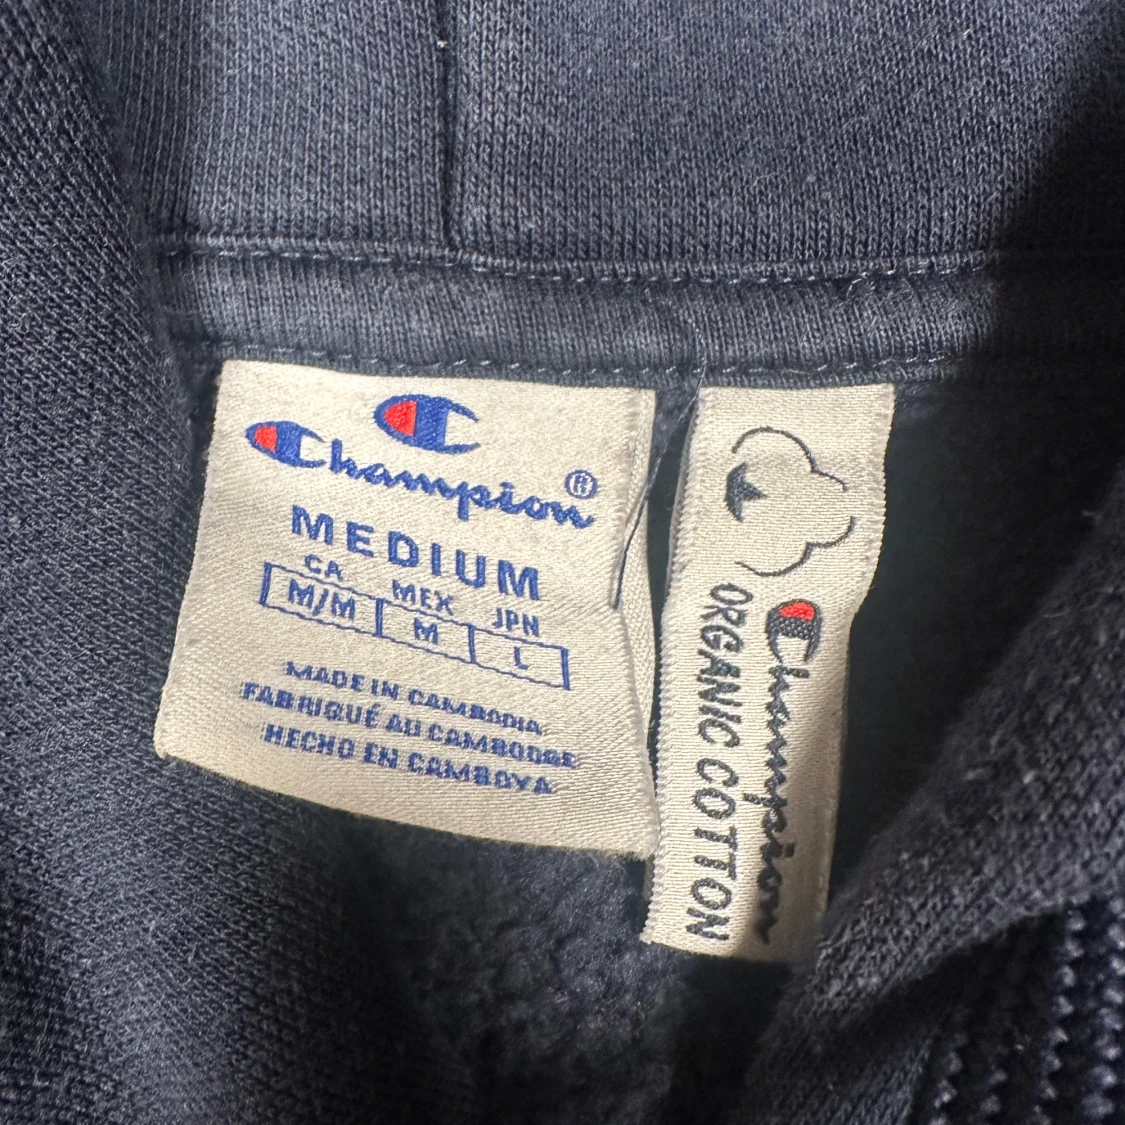 Champion®
MEDIUM
CA MEX JPN
M/M M L
MADE IN CAMBODIA
FABRIQUÉ AU CAMBODGE
HECHO EN CAMBOYA
Champion
ORGANIC COTTON